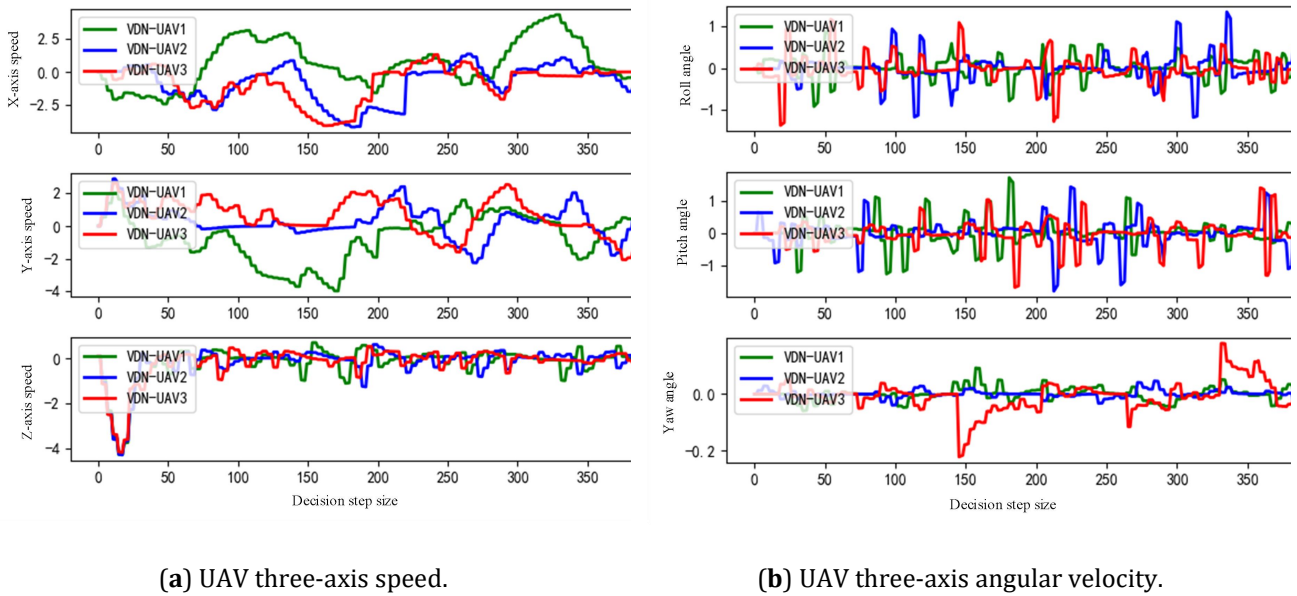 X-axis speed
2.5
0.0
−2.5
VDN-UAV1
VDN-UAV2
VDN-UAV3
0 50 100 150 200 250 300 350
Y-axis speed
2
0
−2
−4
VDN-UAV1
VDN-UAV2
VDN-UAV3
0 50 100 150 200 250 300 350
Z-axis speed
0
−2
−4
VDN-UAV1
VDN-UAV2
VDN-UAV3
0 50 100 150 200 250 300 350
Decision step size
(a) UAV three-axis speed.
Roll angle
1
0
−1
VDN-UAV1
VDN-UAV2
VDN-UAV3
0 50 100 150 200 250 300 350
Pitch angle
1
0
−1
VDN-UAV1
VDN-UAV2
VDN-UAV3
0 50 100 150 200 250 300 350
Yaw angle
0.0
−0.2
VDN-UAV1
VDN-UAV2
VDN-UAV3
0 50 100 150 200 250 300 350
Decision step size
(b) UAV three-axis angular velocity.